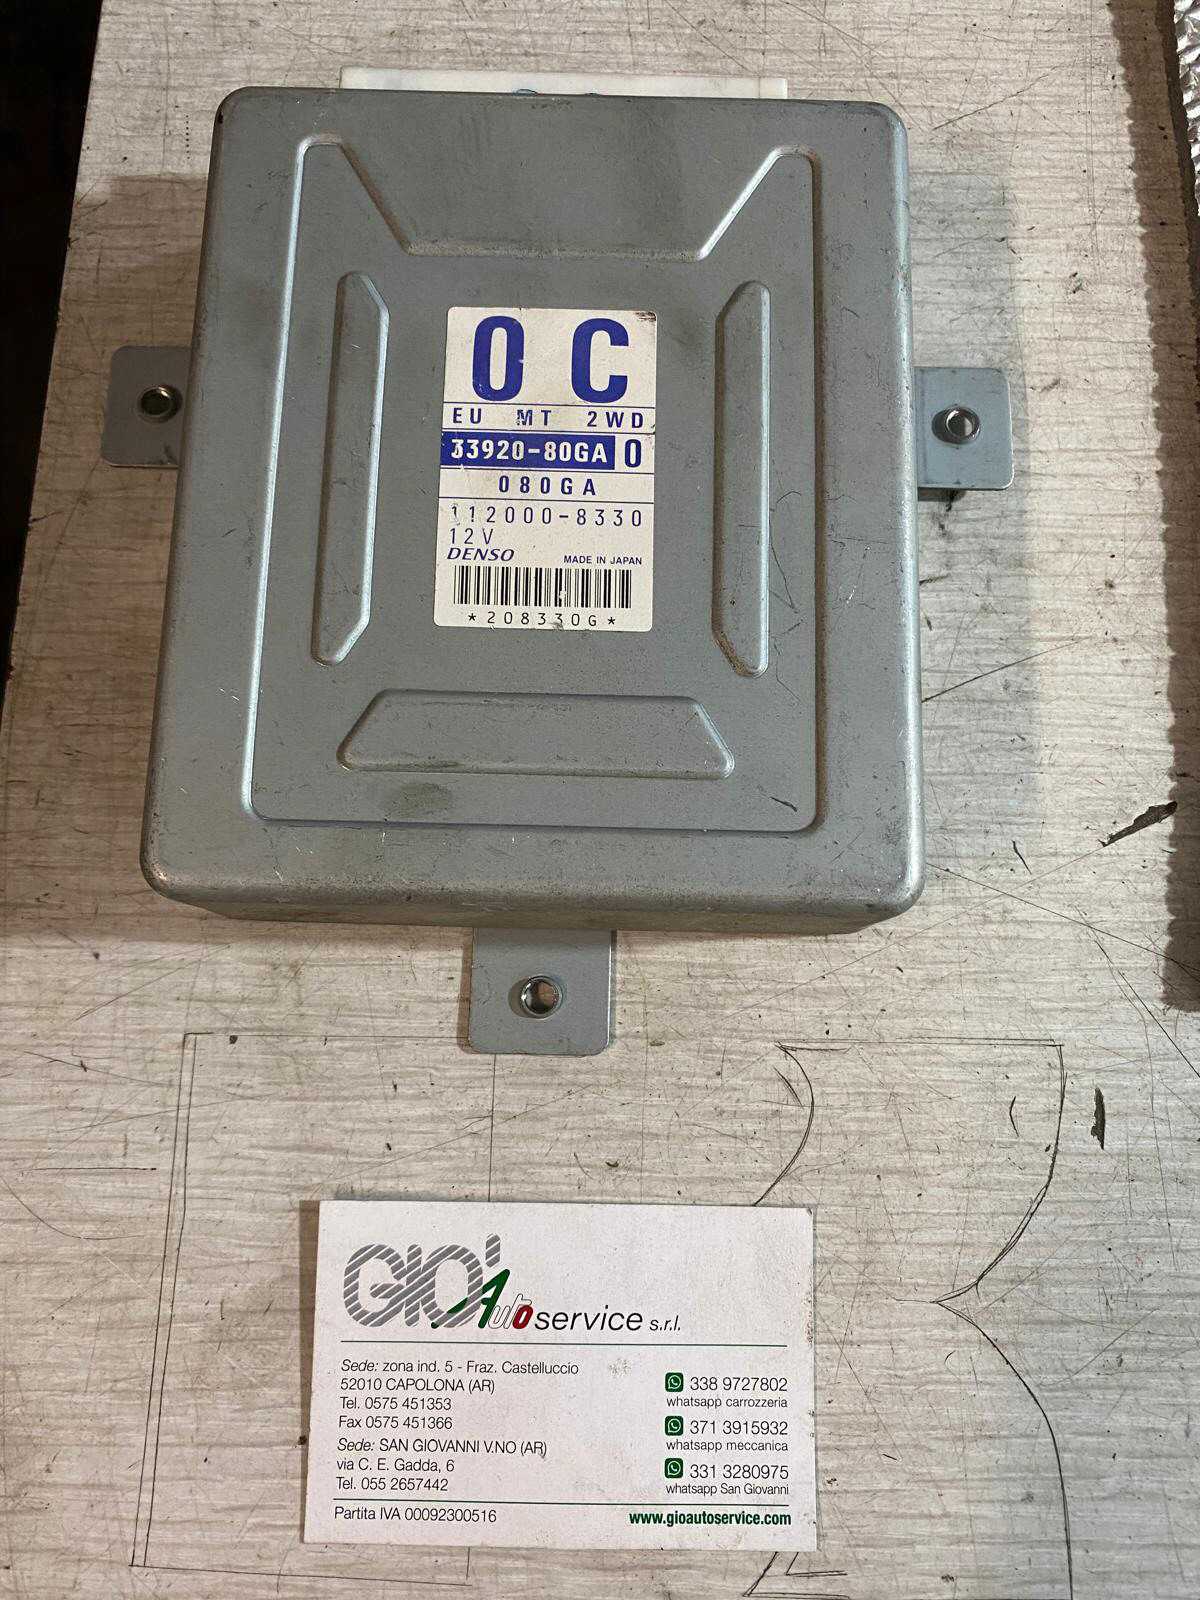 0 C
EU MT 2WD
33920-80GA 0
080GA
112000-8330
12V
DENSO MADE IN JAPAN
*208330G*
GIO' Autoservice s.r.l.
Sede: zona ind. 5 - Fraz. Castelluccio
52010 CAPOLONA (AR)
Tel. 0575 451353
Fax 0575 451366
Sede: SAN GIOVANNI V.NO (AR)
via C. E. Gadda, 6
Tel. 055 2657442
338 9727802
whatsapp carrozzeria
371 3915932
whatsapp meccanica
331 3280975
whatsapp San Giovanni
Partita IVA 00092300516
www.gioautoservice.com